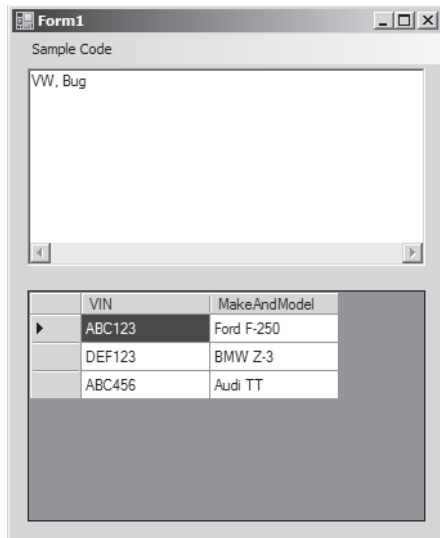 Form1
Sample Code
VW, Bug
VIN MakeAndModel
ABC123 Ford F-250
DEF123 BMW Z-3
ABC456 Audi TT